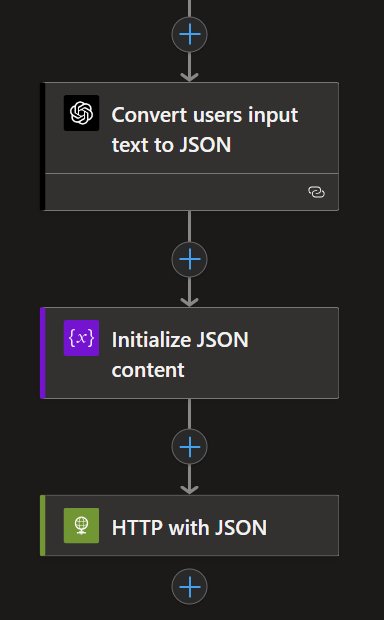 Convert users input
text to JSON
{x}
Initialize JSON
content
HTTP with JSON